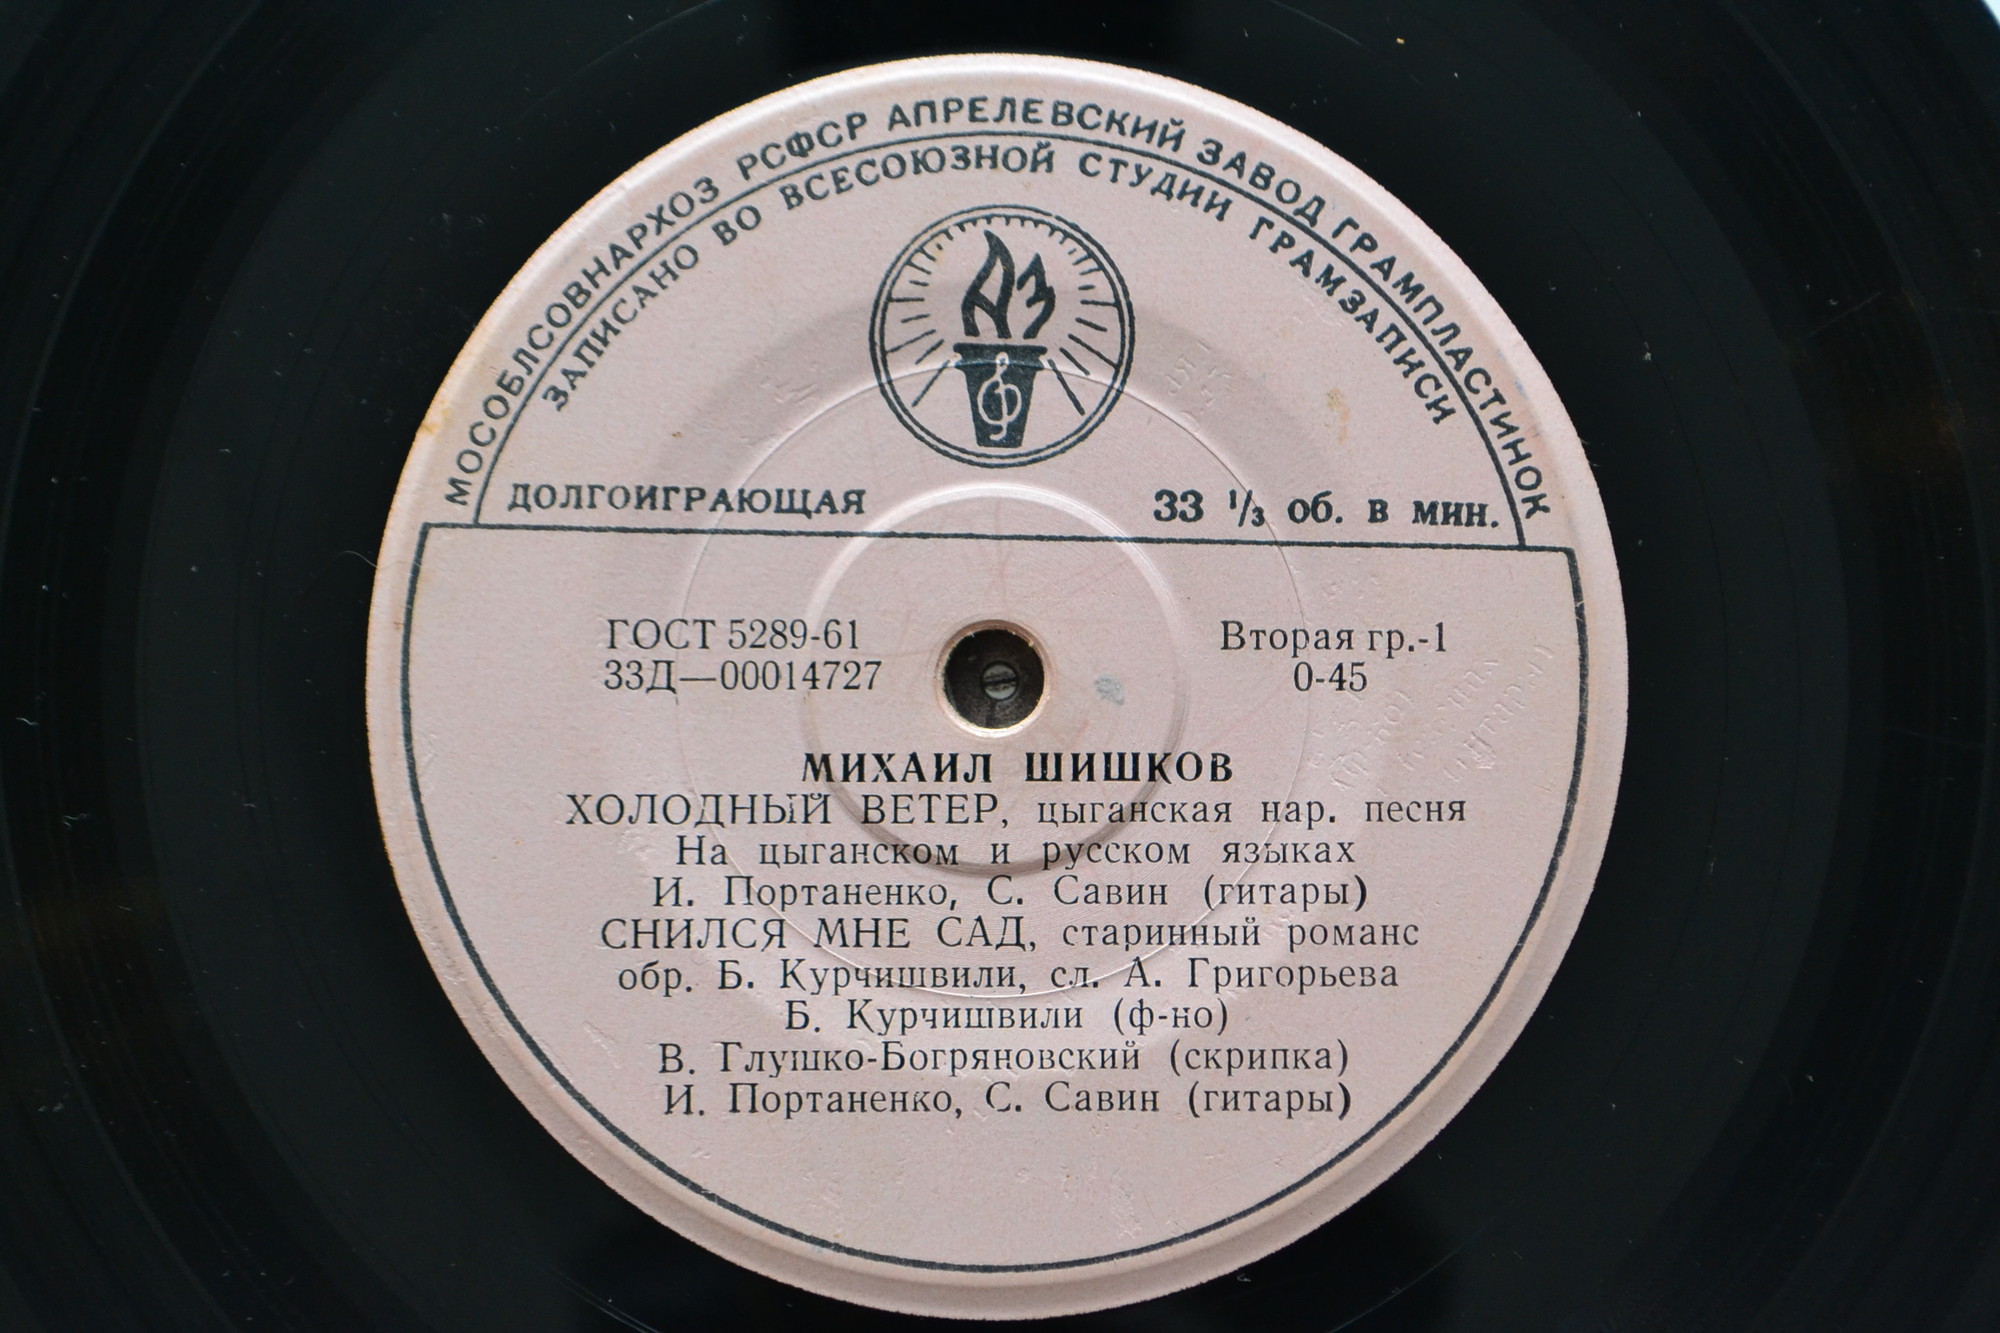 МОСОБЛСОВНАРХОЗ РСФСР АПРЕЛЕВСКИЙ ЗАВОД ГРАМПЛАСТИНОК
ЗАПИСАНО ВО ВСЕСОЮЗНОЙ СТУДИИ ГРАМЗАПИСИ
АЗ
ДОЛГОИГРАЮЩАЯ 33 1/3 об. в мин.
ГОСТ 5289-61 Вторая гр.-1
33Д—00014727 0-45
МИХАИЛ ШИШКОВ
ХОЛОДНЫЙ ВЕТЕР, цыганская нар. песня
На цыганском и русском языках
И. Портаненко, С. Савин (гитары)
СНИЛСЯ МНЕ САД, старинный романс
обр. Б. Курчишвили, сл. А. Григорьева
Б. Курчишвили (ф-но)
В. Глушко-Богряновский (скрипка)
И. Портаненко, С. Савин (гитары)